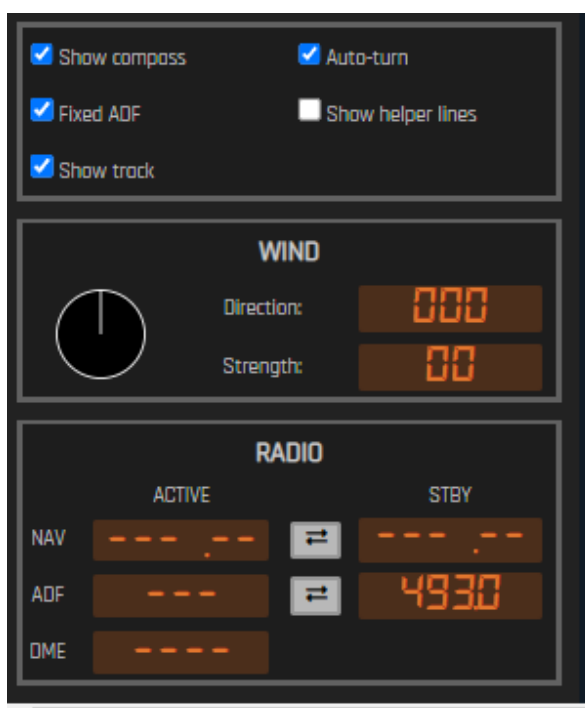 Show compass Auto-turn
Fixed ADF Show helper lines
Show track
WIND
Direction: 000
Strength: 00
RADIO
ACTIVE STBY
NAV ---.-- ---.--
ADF --- 493.0
DME ----